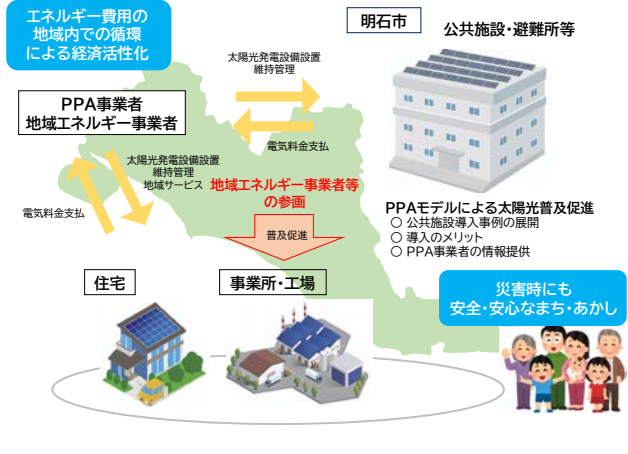 エネルギー費用の
地域内での循環
による経済活性化
明石市
公共施設・避難所等
太陽光発電設備設置
維持管理
PPA事業者
地域エネルギー事業者
電気料金支払
太陽光発電設備設置
維持管理
地域サービス
地域エネルギー事業者等
の参画
電気料金支払
PPAモデルによる太陽光普及促進
○ 公共施設導入事例の展開
○ 導入のメリット
○ PPA事業者の情報提供
普及促進
住宅
事業所・工場
災害時にも
安全・安心なまち・あかし